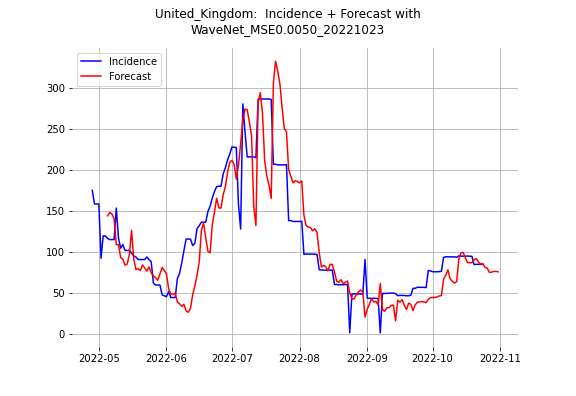 United_Kingdom:  Incidence + Forecast with
WaveNet_MSE0.0050_20221023
Incidence
Forecast
300
250
200
150
100
50
0
2022-05 2022-06 2022-07 2022-08 2022-09 2022-10 2022-11